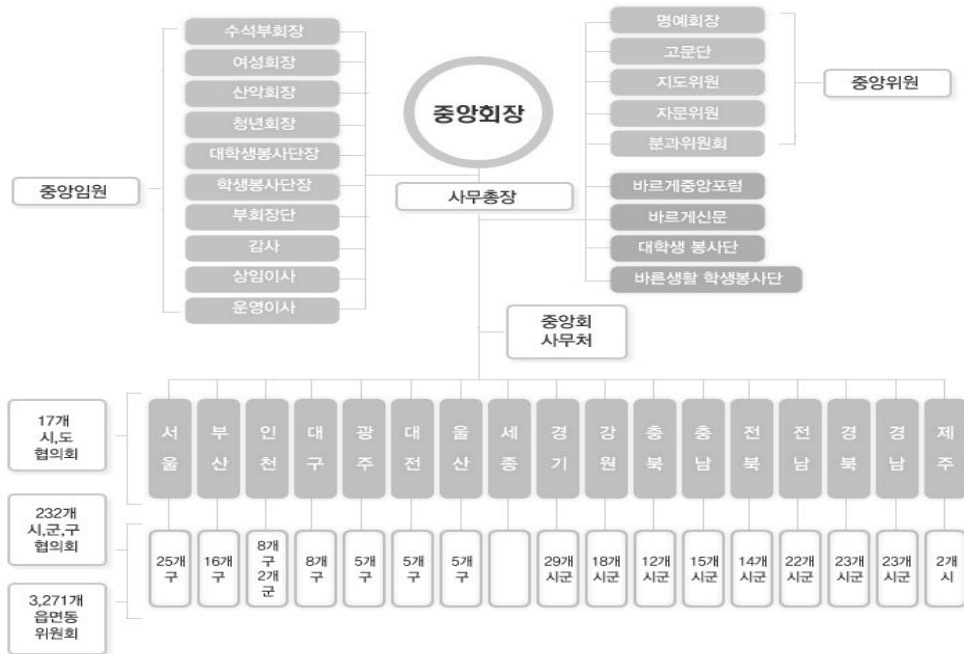 수석부회장
여성회장
산악회장
청년회장
대학생봉사단장
학생봉사단장
부회장단
감사
상임이사
운영이사
중앙임원
중앙회장
사무총장
명예회장
고문단
지도위원
자문위원
분과위원회
중앙위원
바르게중앙포럼
바르게신문
대학생 봉사단
바른생활 학생봉사단
중앙회
사무처
17개
시,도
협의회
서울
부산
인천
대구
광주
대전
울산
세종
경기
강원
충북
충남
전북
전남
경북
경남
제주
232개
시,군,구
협의회
3,271개
읍면동
위원회
25개
구
16개
구
8개
구
2개
군
8개
구
5개
구
5개
구
5개
구
29개
시군
18개
시군
12개
시군
15개
시군
14개
시군
22개
시군
23개
시군
23개
시군
2개
시